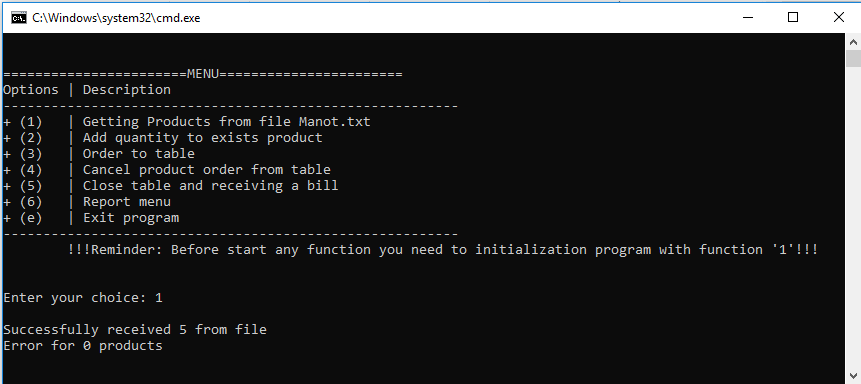 C:\Windows\system32\cmd.exe
=======================MENU=======================
Options | Description
---------------------------------------------------------
+ (1)   | Getting Products from file Manot.txt
+ (2)   | Add quantity to exists product
+ (3)   | Order to table
+ (4)   | Cancel product order from table
+ (5)   | Close table and receiving a bill
+ (6)   | Report menu
+ (e)   | Exit program
---------------------------------------------------------
!!!Reminder: Before start any function you need to initialization program with function '1'!!!
Enter your choice: 1
Successfully received 5 from file
Error for 0 products